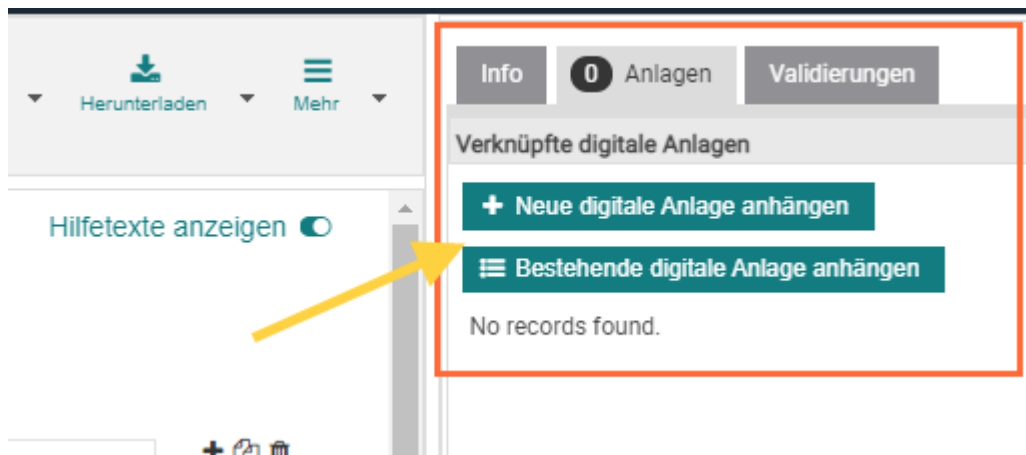 Herunterladen
Mehr
Hilfetexte anzeigen
Info
0 Anlagen
Validierungen
Verknüpfte digitale Anlagen
Neue digitale Anlage anhängen
Bestehende digitale Anlage anhängen
No records found.